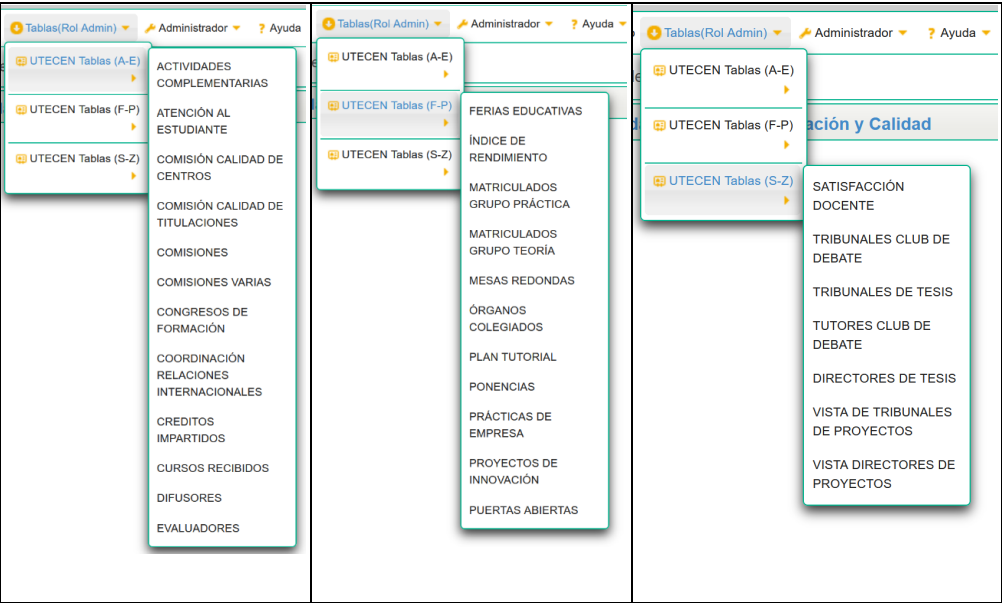 Tablas(Rol Admin)
Administrador
Ayuda
UTECEN Tablas (A-E)
UTECEN Tablas (F-P)
UTECEN Tablas (S-Z)
ACTIVIDADES
COMPLEMENTARIAS
ATENCIÓN AL
ESTUDIANTE
COMISIÓN CALIDAD DE
CENTROS
COMISIÓN CALIDAD DE
TITULACIONES
COMISIONES
COMISIONES VARIAS
CONGRESOS DE
FORMACIÓN
COORDINACIÓN
RELACIONES
INTERNACIONALES
CREDITOS
IMPARTIDOS
CURSOS RECIBIDOS
DIFUSORES
EVALUADORES
Tablas(Rol Admin)
Administrador
Ayuda
UTECEN Tablas (A-E)
UTECEN Tablas (F-P)
UTECEN Tablas (S-Z)
FERIAS EDUCATIVAS
ÍNDICE DE
RENDIMIENTO
MATRICULADOS
GRUPO PRÁCTICA
MATRICULADOS
GRUPO TEORÍA
MESAS REDONDAS
ÓRGANOS
COLEGIADOS
PLAN TUTORIAL
PONENCIAS
PRÁCTICAS DE
EMPRESA
PROYECTOS DE
INNOVACIÓN
PUERTAS ABIERTAS
Tablas(Rol Admin)
Administrador
Ayuda
UTECEN Tablas (A-E)
UTECEN Tablas (F-P)
ación y Calidad
UTECEN Tablas (S-Z)
SATISFACCIÓN
DOCENTE
TRIBUNALES CLUB DE
DEBATE
TRIBUNALES DE TESIS
TUTORES CLUB DE
DEBATE
DIRECTORES DE TESIS
VISTA DE TRIBUNALES
DE PROYECTOS
VISTA DIRECTORES DE
PROYECTOS